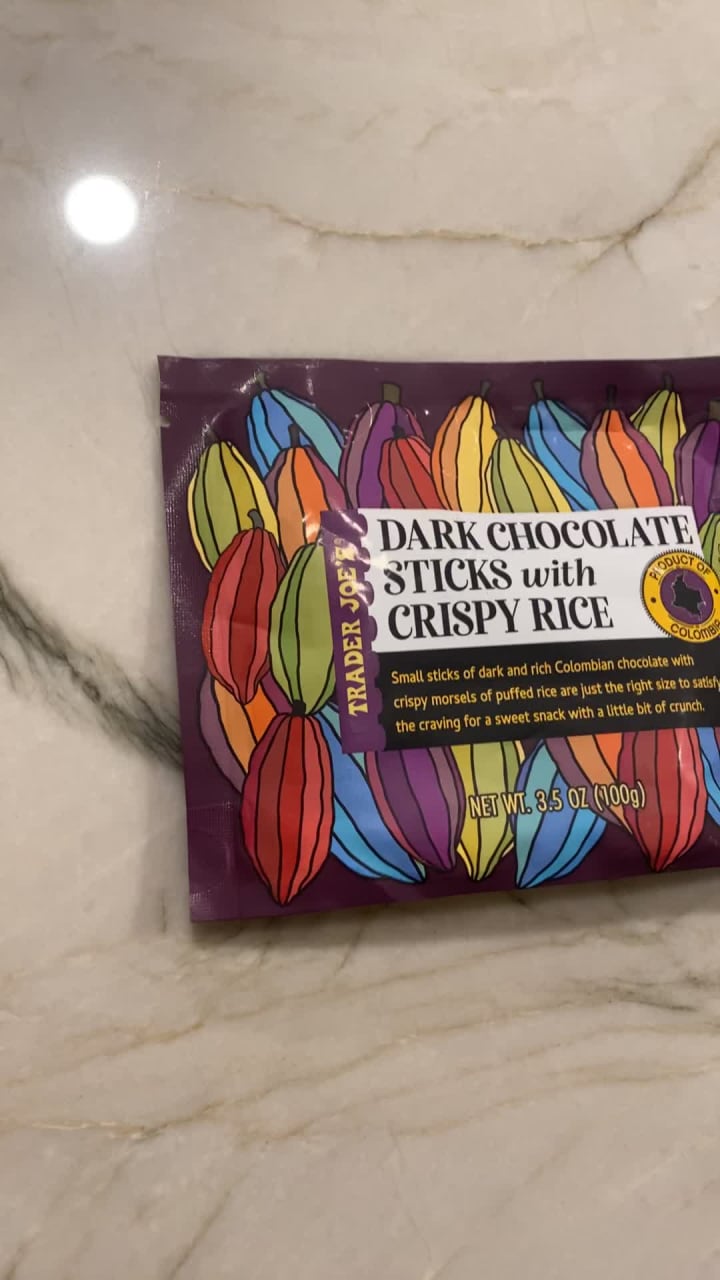 TRADER JOE'S
DARK CHOCOLATE
STICKS with
CRISPY RICE
PRODUCT OF
COLOMBIA
Small sticks of dark and rich Colombian chocolate with
crispy morsels of puffed rice are just the right size to satisfy
the craving for a sweet snack with a little bit of crunch.
NET WT. 3.5 OZ (100g)